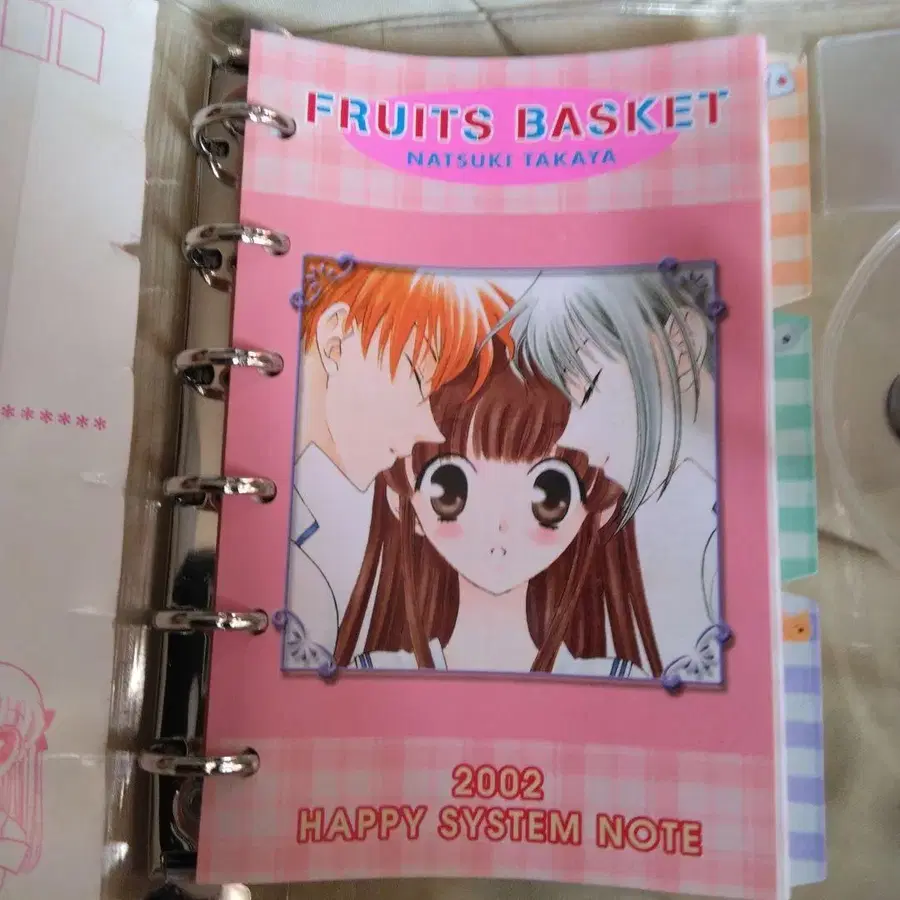 FRUITS BASKET
NATSUKI TAKAYA
******
2002
HAPPY SYSTEM NOTE